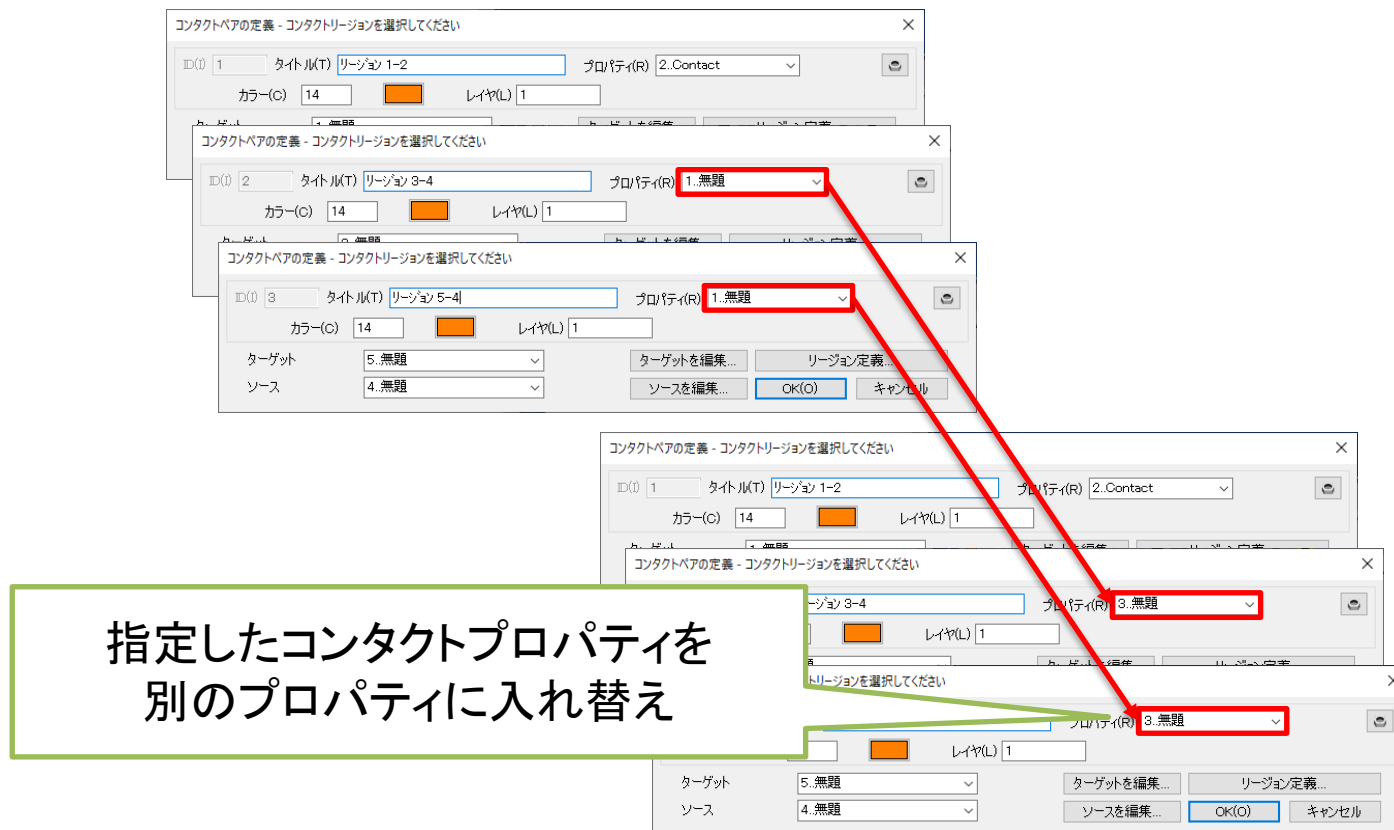 コンタクトペアの定義 - コンタクトリージョンを選択してください
ID(I) 1 タイトル(T) リージョン 1-2 プロパティ(R) 2..Contact
カラー(C) 14 レイヤ(L) 1
コンタクトペアの定義 - コンタクトリージョンを選択してください
ID(I) 2 タイトル(T) リージョン 3-4 プロパティ(R) 1..無題
カラー(C) 14 レイヤ(L) 1
コンタクトペアの定義 - コンタクトリージョンを選択してください
ID(I) 3 タイトル(T) リージョン 5-4 プロパティ(R) 1..無題
カラー(C) 14 レイヤ(L) 1
ターゲット 5..無題 ターゲットを編集... リージョン定義...
ソース 4..無題 ソースを編集... OK(O) キャンセル
コンタクトペアの定義 - コンタクトリージョンを選択してください
ID(I) 1 タイトル(T) リージョン 1-2 プロパティ(R) 2..Contact
カラー(C) 14 レイヤ(L) 1
コンタクトペアの定義 - コンタクトリージョンを選択してください
ージョン 3-4 プロパティ(R) 3..無題
レイヤ(L) 1
トリージョンを選択してください
プロパティ(R) 3..無題
レイヤ(L) 1
ターゲット 5..無題 ターゲットを編集... リージョン定義...
ソース 4..無題 ソースを編集... OK(O) キャンセル
指定したコンタクトプロパティを
別のプロパティに入れ替え